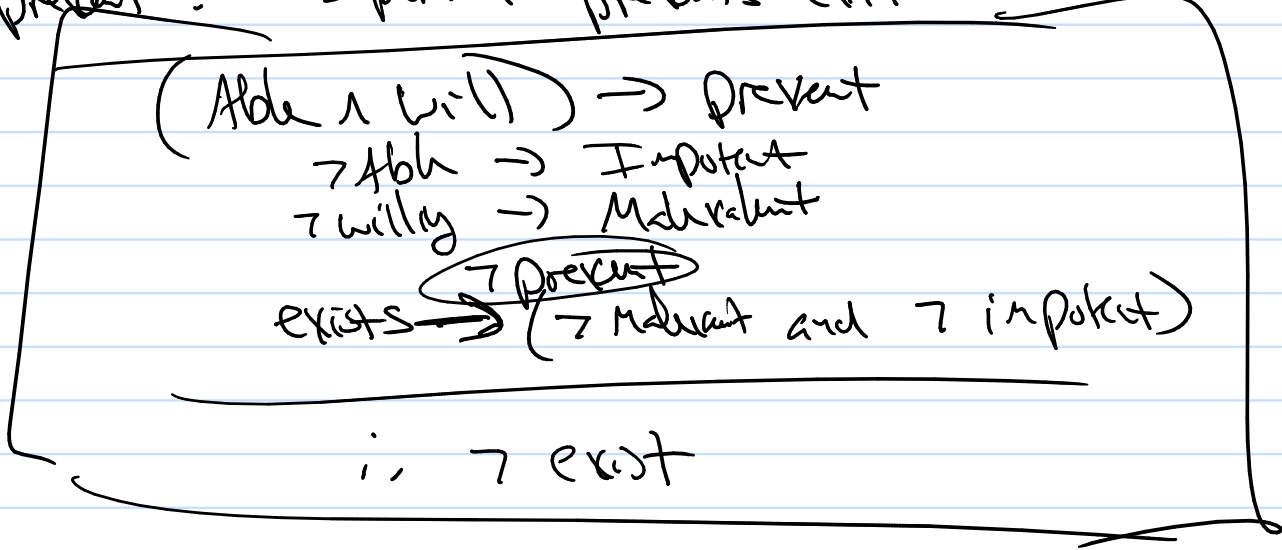 (Able ∧ will) → prevent
¬Able → Impotent
¬willing → Malevolent
¬prevent
exists → (¬Malevolent and ¬impotent)
∴ ¬exist